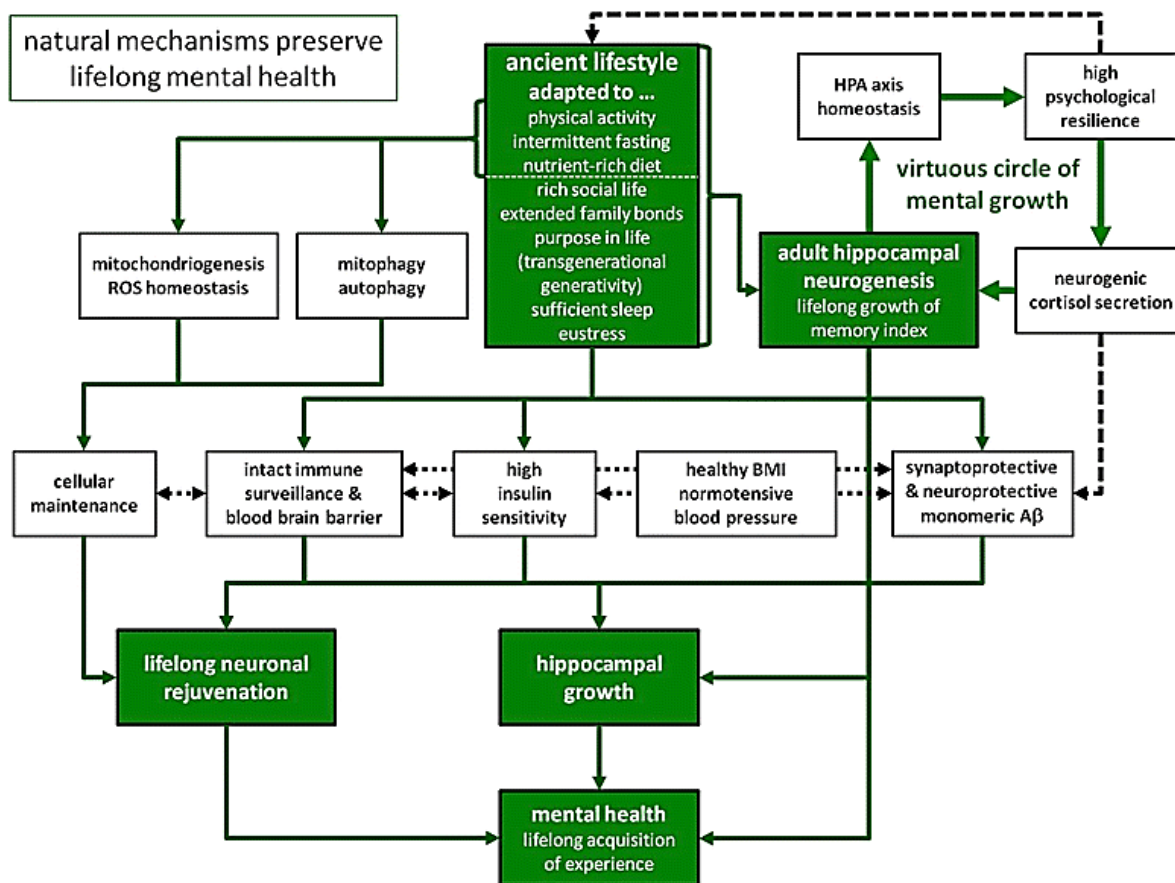 natural mechanisms preserve
lifelong mental health
ancient lifestyle
adapted to ...
physical activity
intermittent fasting
nutrient-rich diet
rich social life
extended family bonds
purpose in life
(transgenerational
generativity)
sufficient sleep
eustress
HPA axis
homeostasis
high
psychological
resilience
virtuous circle of
mental growth
mitochondriogenesis
ROS homeostasis
mitophagy
autophagy
adult hippocampal
neurogenesis
lifelong growth of
memory index
neurogenic
cortisol secretion
cellular
maintenance
intact immune
surveillance &
blood brain barrier
high
insulin
sensitivity
healthy BMI
normotensive
blood pressure
synaptoprotective
& neuroprotective
monomeric Aβ
lifelong neuronal
rejuvenation
hippocampal
growth
mental health
lifelong acquisition
of experience